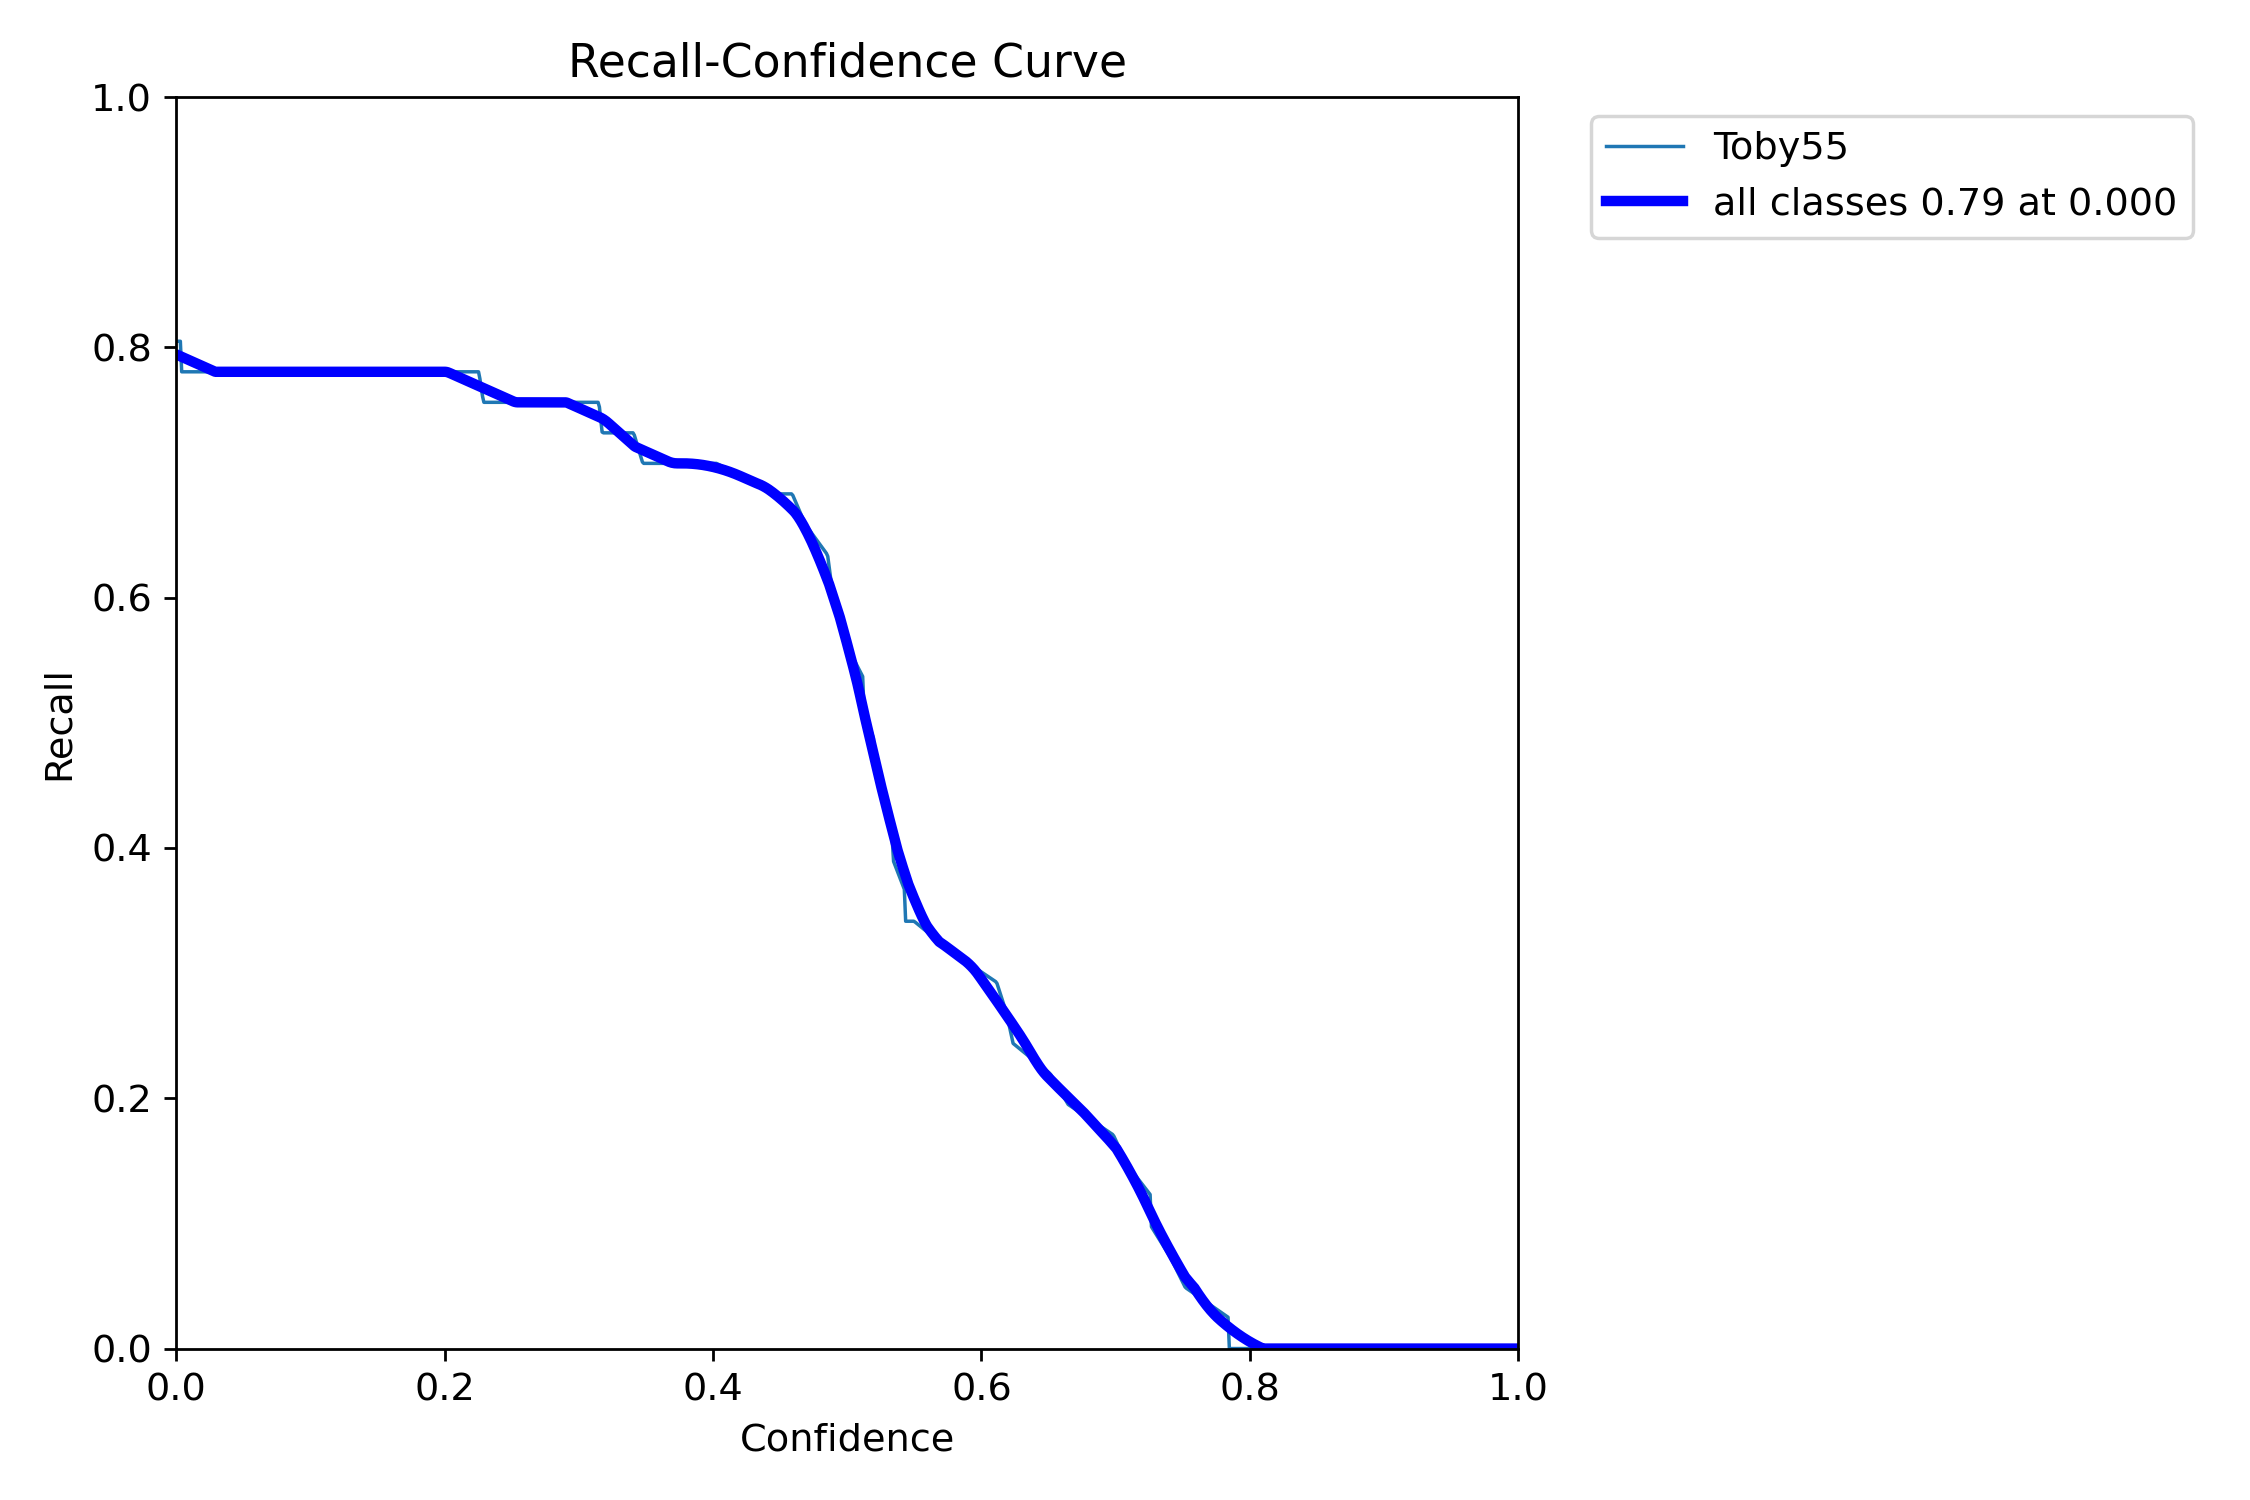 Recall-Confidence Curve
1.0
0.8
0.6
0.4
0.2
0.0
Recall
0.0 0.2 0.4 0.6 0.8 1.0
Confidence
Toby55
all classes 0.79 at 0.000